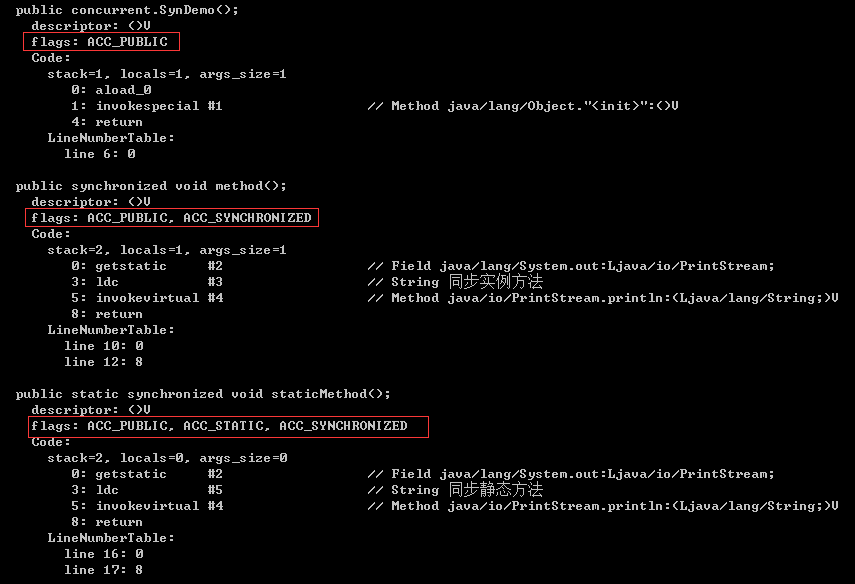 public concurrent.SynDemo();
descriptor: ()V
flags: ACC_PUBLIC
Code:
stack=1, locals=1, args_size=1
0: aload_0
1: invokespecial #1 // Method java/lang/Object."<init>":()V
4: return
LineNumberTable:
line 6: 0
public synchronized void method();
descriptor: ()V
flags: ACC_PUBLIC, ACC_SYNCHRONIZED
Code:
stack=2, locals=1, args_size=1
0: getstatic #2 // Field java/lang/System.out:Ljava/io/PrintStream;
3: ldc #3 // String 同步实例方法
5: invokevirtual #4 // Method java/io/PrintStream.println:(Ljava/lang/String;)V
8: return
LineNumberTable:
line 10: 0
line 12: 8
public static synchronized void staticMethod();
descriptor: ()V
flags: ACC_PUBLIC, ACC_STATIC, ACC_SYNCHRONIZED
Code:
stack=2, locals=0, args_size=0
0: getstatic #2 // Field java/lang/System.out:Ljava/io/PrintStream;
3: ldc #5 // String 同步静态方法
5: invokevirtual #4 // Method java/io/PrintStream.println:(Ljava/lang/String;)V
8: return
LineNumberTable:
line 16: 0
line 17: 8